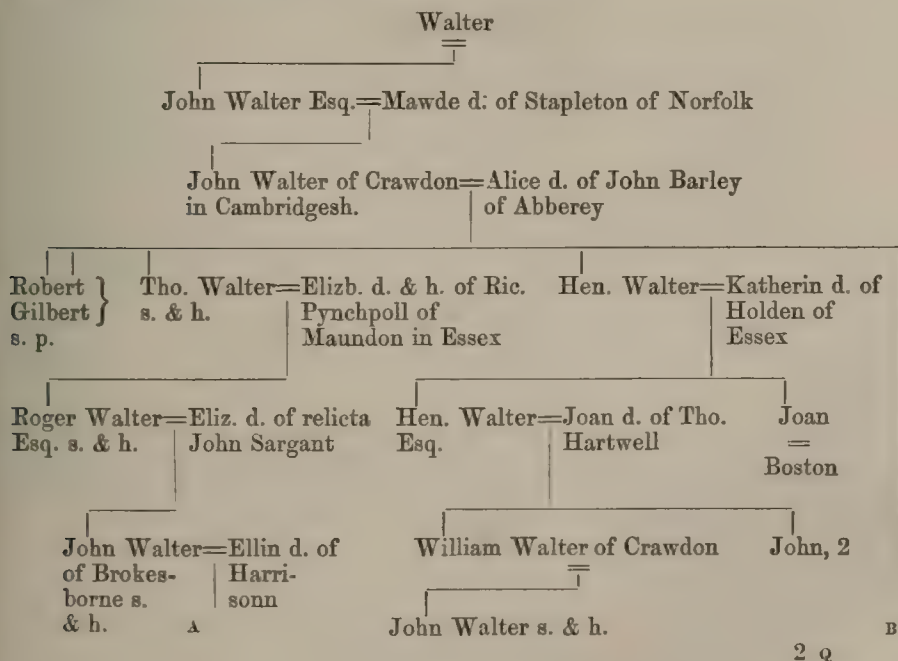 Walter
John Walter Esq.=Mawde d: of Stapleton of Norfolk
John Walter of Crawdon=Alice d. of John Barley
in Cambridgesh. of Abberey
Robert } Tho. Walter=Elizb. d. & h. of Ric. Hen. Walter=Katherin d. of
Gilbert s. & h. Pynchpoll of Holden of
s. p. Maundon in Essex Essex
Roger Walter=Eliz. d. of relicta Hen. Walter=Joan d. of Tho. Joan
Esq. s. & h. John Sargant Esq. Hartwell =
Boston
John Walter=Ellin d. of William Walter of Crawdon John, 2
of Brokes- Harri- =
borne s. sonn
& h. A John Walter s. & h. B
2 Q